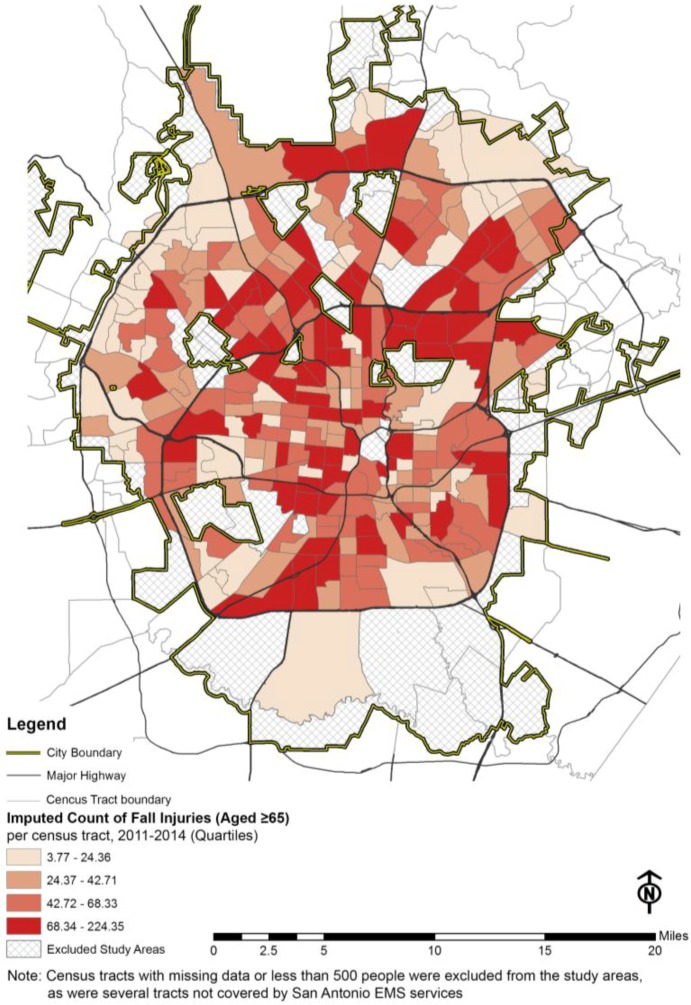 Legend
City Boundary
Major Highway
Cencus Tract boundary
Imputed Count of Fall Injuries (Aged ≥65)
per census tract, 2011-2014 (Quartiles)
3.77 - 24.36
24.37 - 42.71
42.72 - 68.33
68.34 - 224.35
Excluded Study Areas
N
Miles
0 2.5 5 10 15 20
Note: Census tracts with missing data or less than 500 people were excluded from the study areas,
as were several tracts not covered by San Antonio EMS services